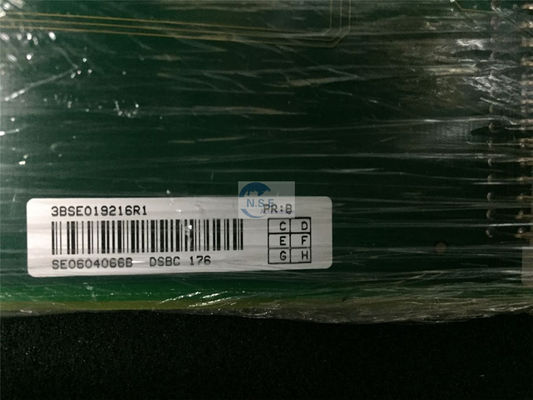 3BSE019216R1
N.S.E
PR:B
C D
E F
G H
SE0604066B DSBC 176